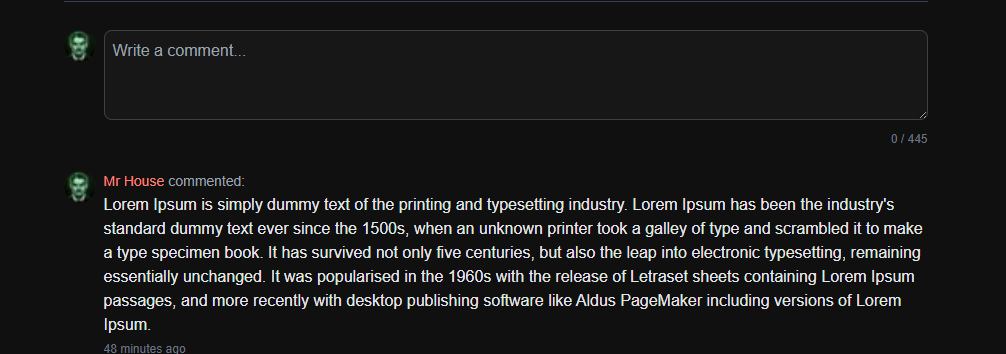 Write a comment...
0 / 445
Mr House commented:
Lorem Ipsum is simply dummy text of the printing and typesetting industry. Lorem Ipsum has been the industry's
standard dummy text ever since the 1500s, when an unknown printer took a galley of type and scrambled it to make
a type specimen book. It has survived not only five centuries, but also the leap into electronic typesetting, remaining
essentially unchanged. It was popularised in the 1960s with the release of Letraset sheets containing Lorem Ipsum
passages, and more recently with desktop publishing software like Aldus PageMaker including versions of Lorem
Ipsum.
48 minutes ago